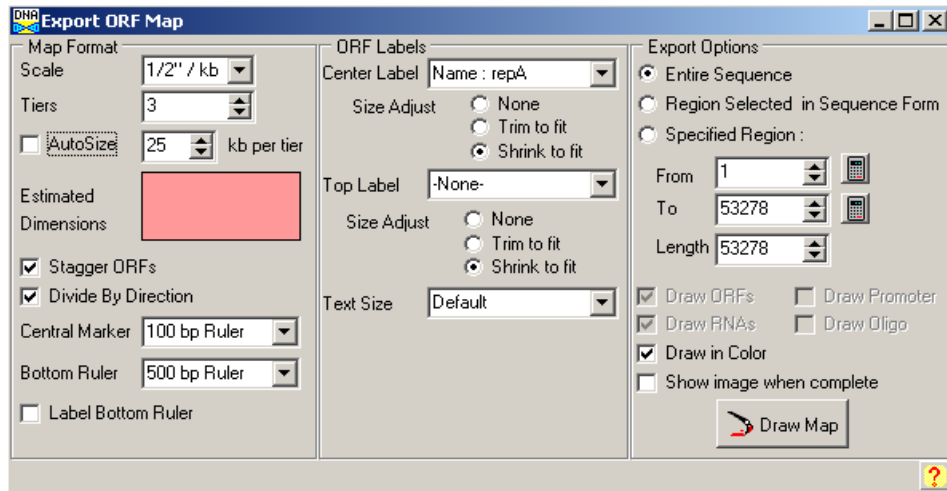 DNA Export ORF Map
Map Format
Scale 1/2" / kb
Tiers 3
AutoSize 25 kb per tier
Estimated
Dimensions
Stagger ORFs
Divide By Direction
Central Marker 100 bp Ruler
Bottom Ruler 500 bp Ruler
Label Bottom Ruler
ORF Labels
Center Label Name : repA
Size Adjust None
Trim to fit
Shrink to fit
Top Label -None-
Size Adjust None
Trim to fit
Shrink to fit
Text Size Default
Export Options
Entire Sequence
Region Selected in Sequence Form
Specified Region :
From 1
To 53278
Length 53278
Draw ORFs Draw Promoter
Draw RNAs Draw Oligo
Draw in Color
Show image when complete
Draw Map
?